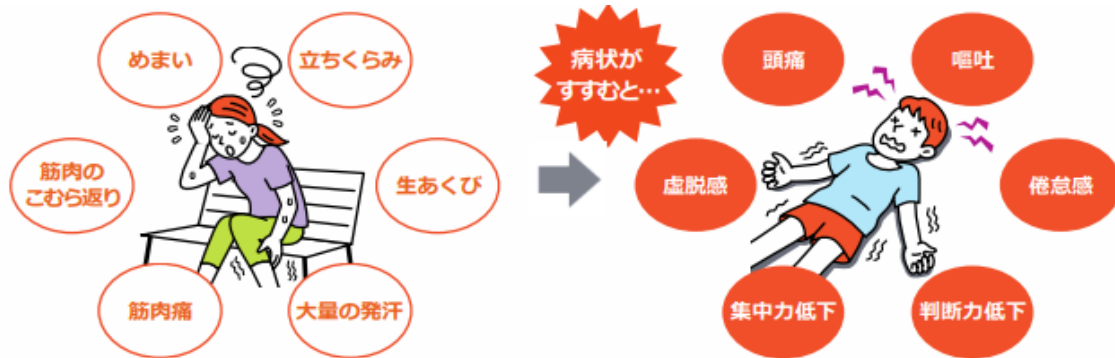 めまい
立ちくらみ
筋肉の
こむら返り
生あくび
筋肉痛
大量の発汗
病状が
すすむと…
頭痛
嘔吐
虚脱感
倦怠感
集中力低下
判断力低下